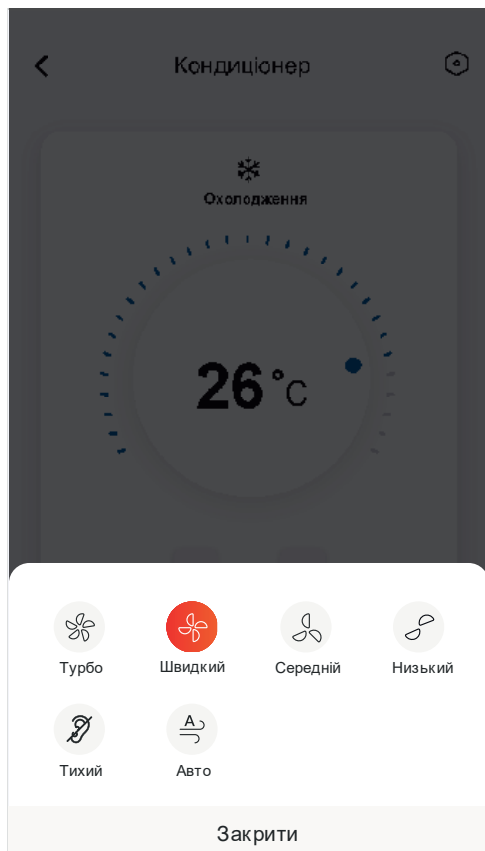 Кондиціонер
Охолодження
26 °C
Турбо Швидкий Середній Низький
A
Тихий Авто
Закрити